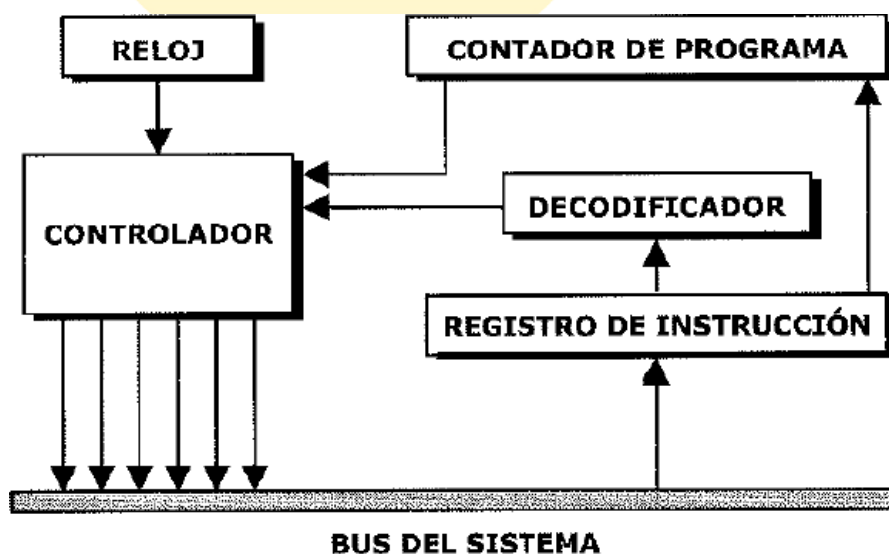 RELOJ
CONTADOR DE PROGRAMA
CONTROLADOR
DECODIFICADOR
REGISTRO DE INSTRUCCIÓN
BUS DEL SISTEMA